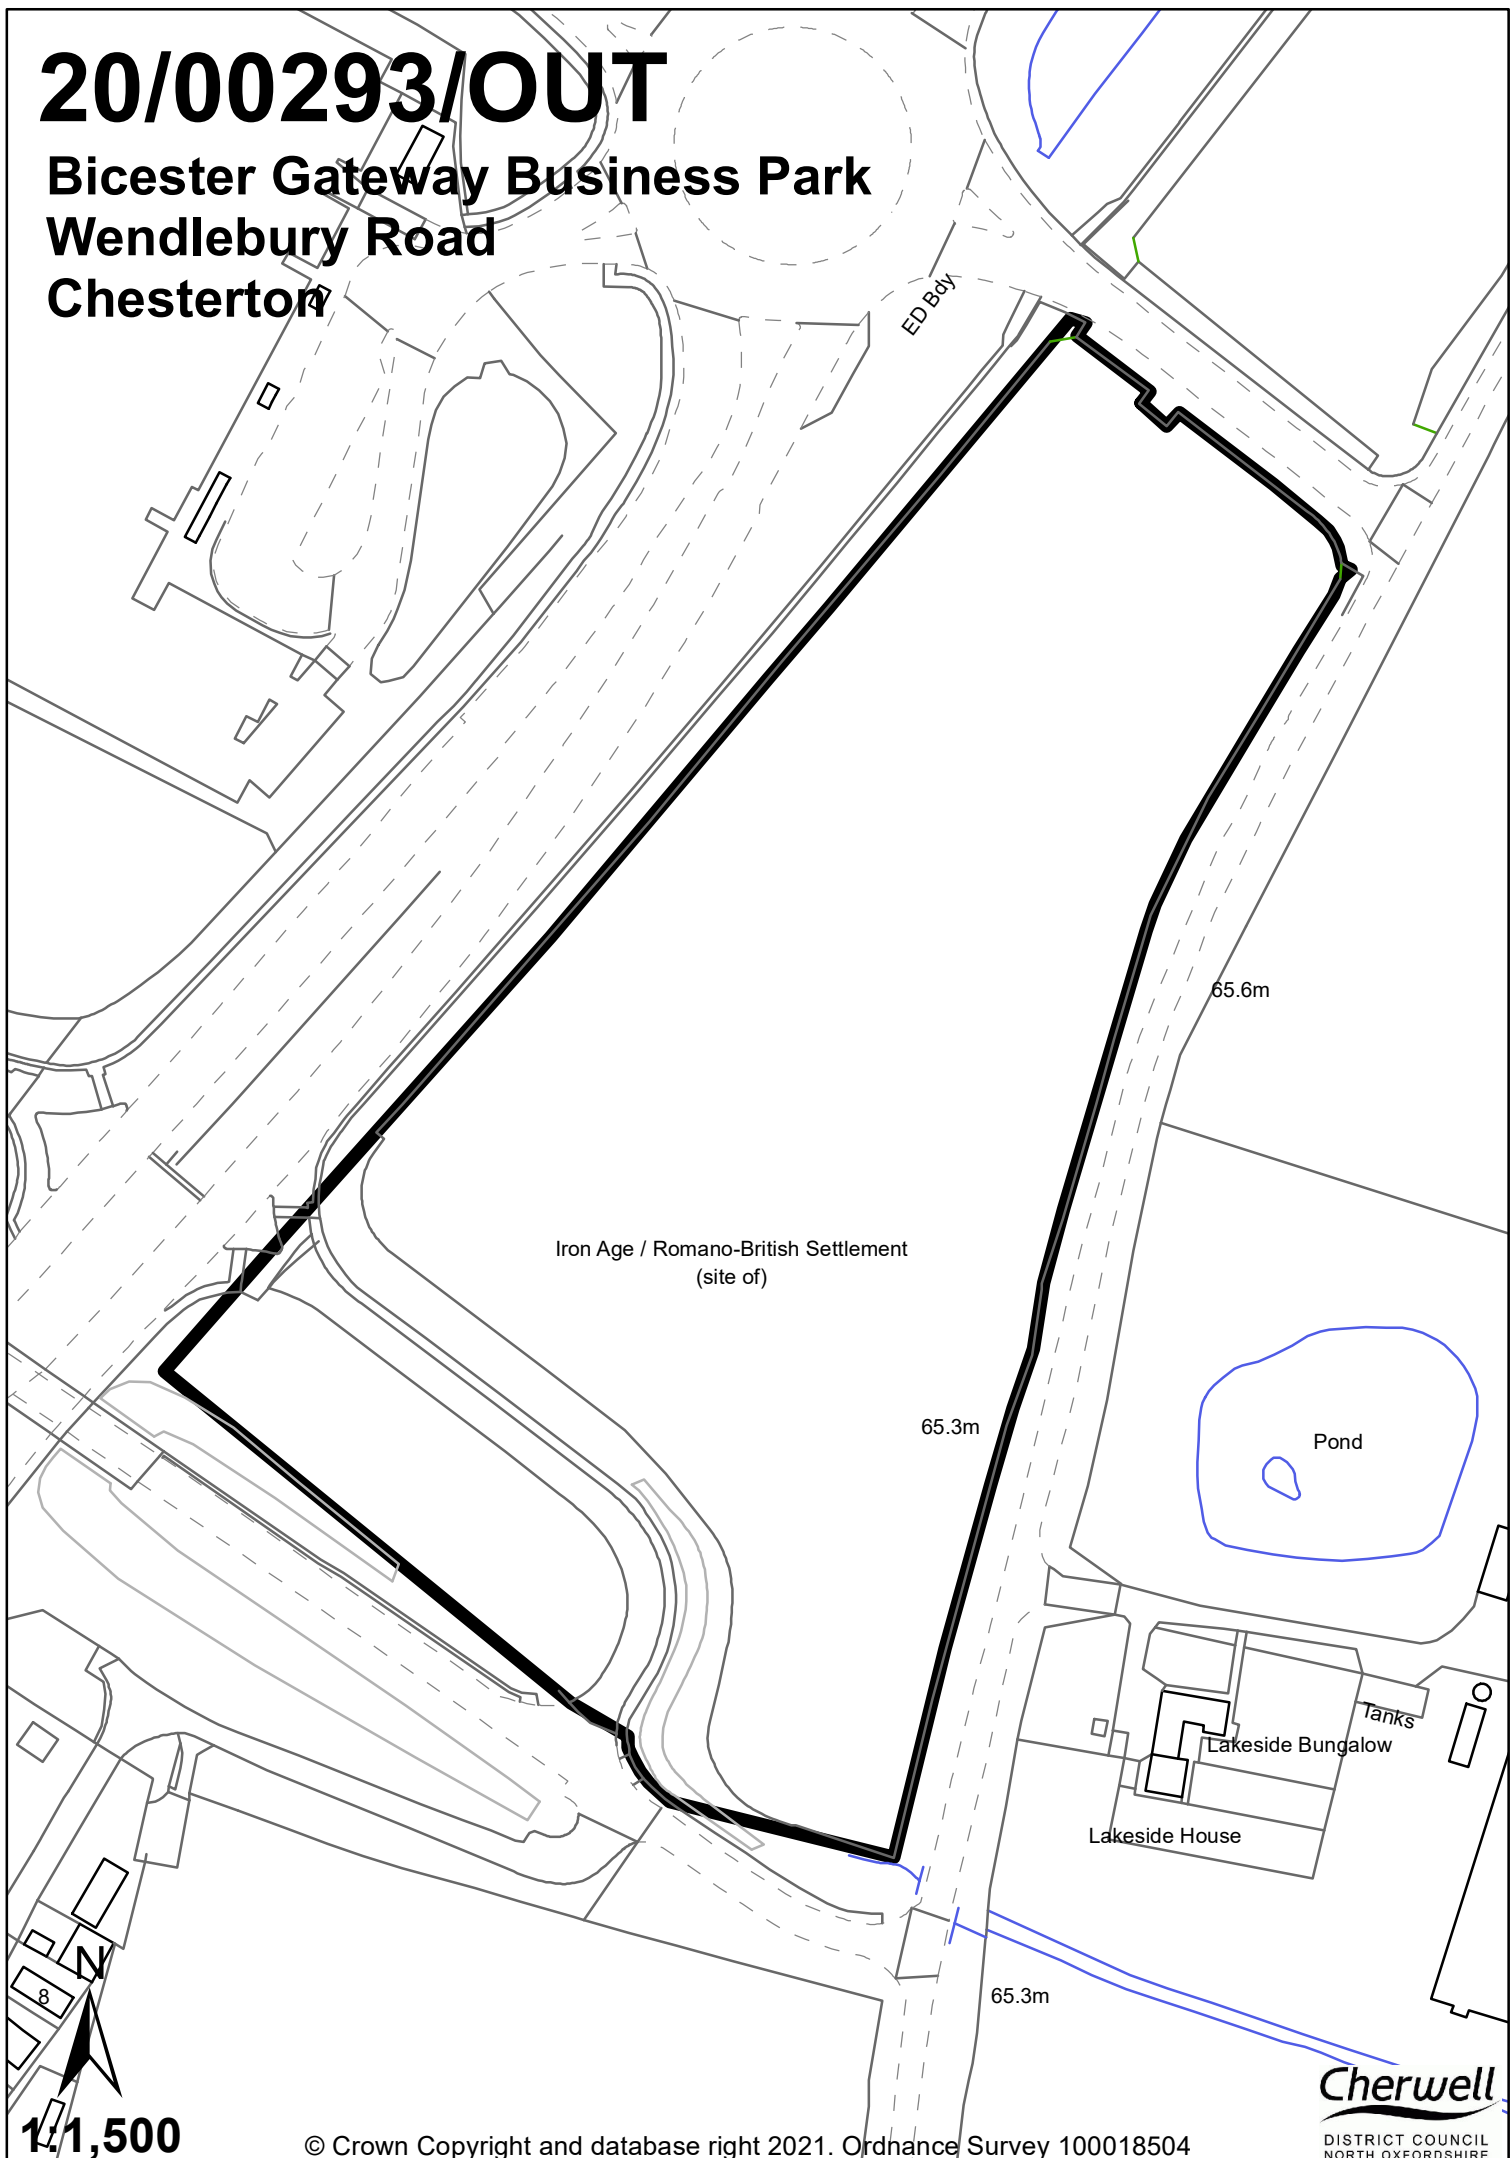 20/00293/OUT
Bicester Gateway Business Park
Wendlebury Road
Chesterton
ED Bdy
65.6m
Iron Age / Romano-British Settlement
(site of)
65.3m
Pond
Tanks
Lakeside Bungalow
Lakeside House
N
8
65.3m
1:1,500
© Crown Copyright and database right 2021. Ordnance Survey 100018504
Cherwell
DISTRICT COUNCIL
NORTH OXFORDSHIRE